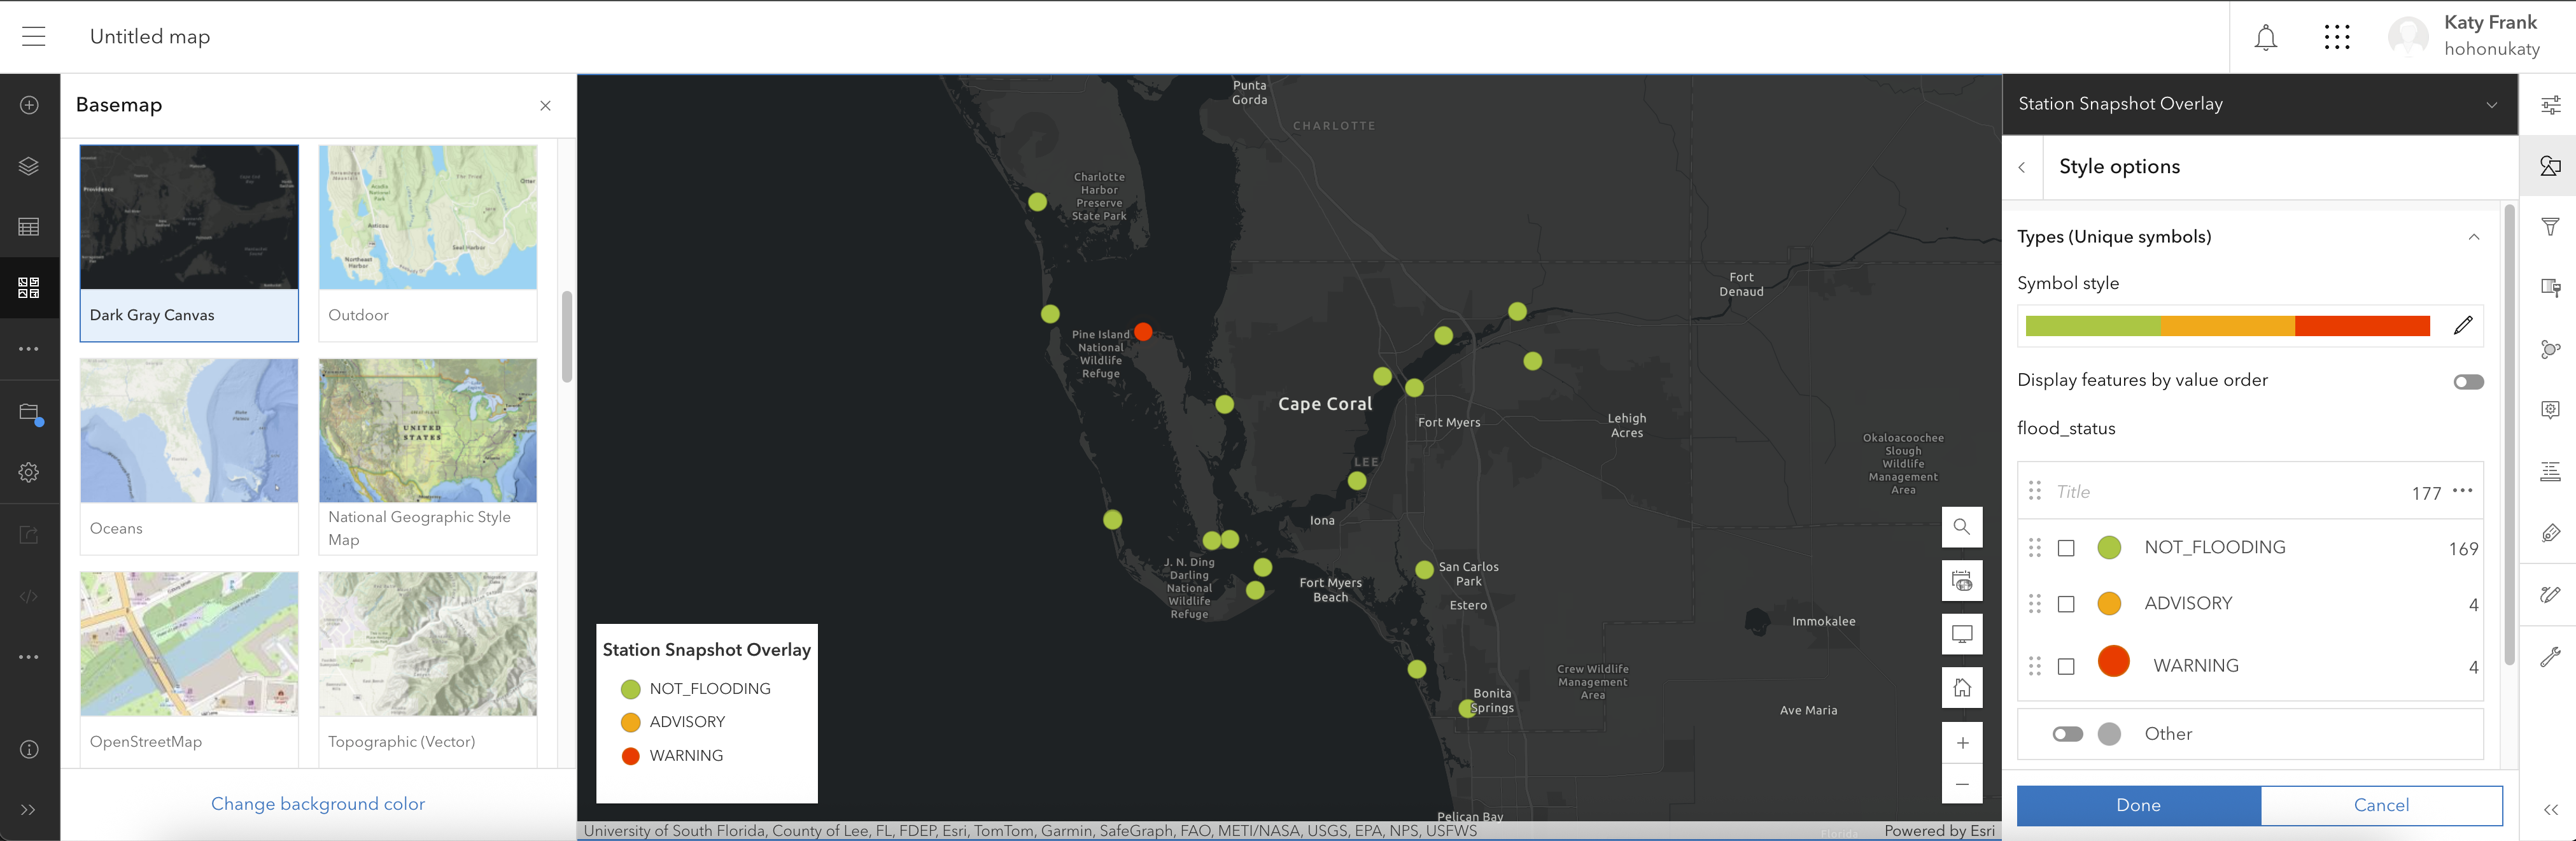 Untitled map
Katy Frank
hohonukaty
Basemap
Providence
Dark Gray Canvas
Outdoor
Oceans
UNITED
STATES
National Geographic Style
Map
OpenStreetMap
Topographic (Vector)
Change background color
Punta
Gorda
CHARLOTTE
Charlotte
Harbor
Preserve
State Park
Fort
Denaud
Pine Island
National
Wildlife
Refuge
Cape Coral
Fort Myers
Lehigh
Acres
Okaloacoochee
Slough
Wildlife
Management
Area
LEE
Iona
J. N. Ding
Darling
National
Wildlife
Refuge
San Carlos
Park
Fort Myers
Beach
Estero
Immokalee
Crew Wildlife
Management
Area
Bonita
Springs
Ave Maria
Pelican Bay
Florida
Station Snapshot Overlay
NOT_FLOODING
ADVISORY
WARNING
University of South Florida, County of Lee, FL, FDEP, Esri, TomTom, Garmin, SafeGraph, FAO, METI/NASA, USGS, EPA, NPS, USFWS
Powered by Esri
Station Snapshot Overlay
Style options
Types (Unique symbols)
Symbol style
Display features by value order
flood_status
Title 177
NOT_FLOODING 169
ADVISORY 4
WARNING 4
Other
Done Cancel